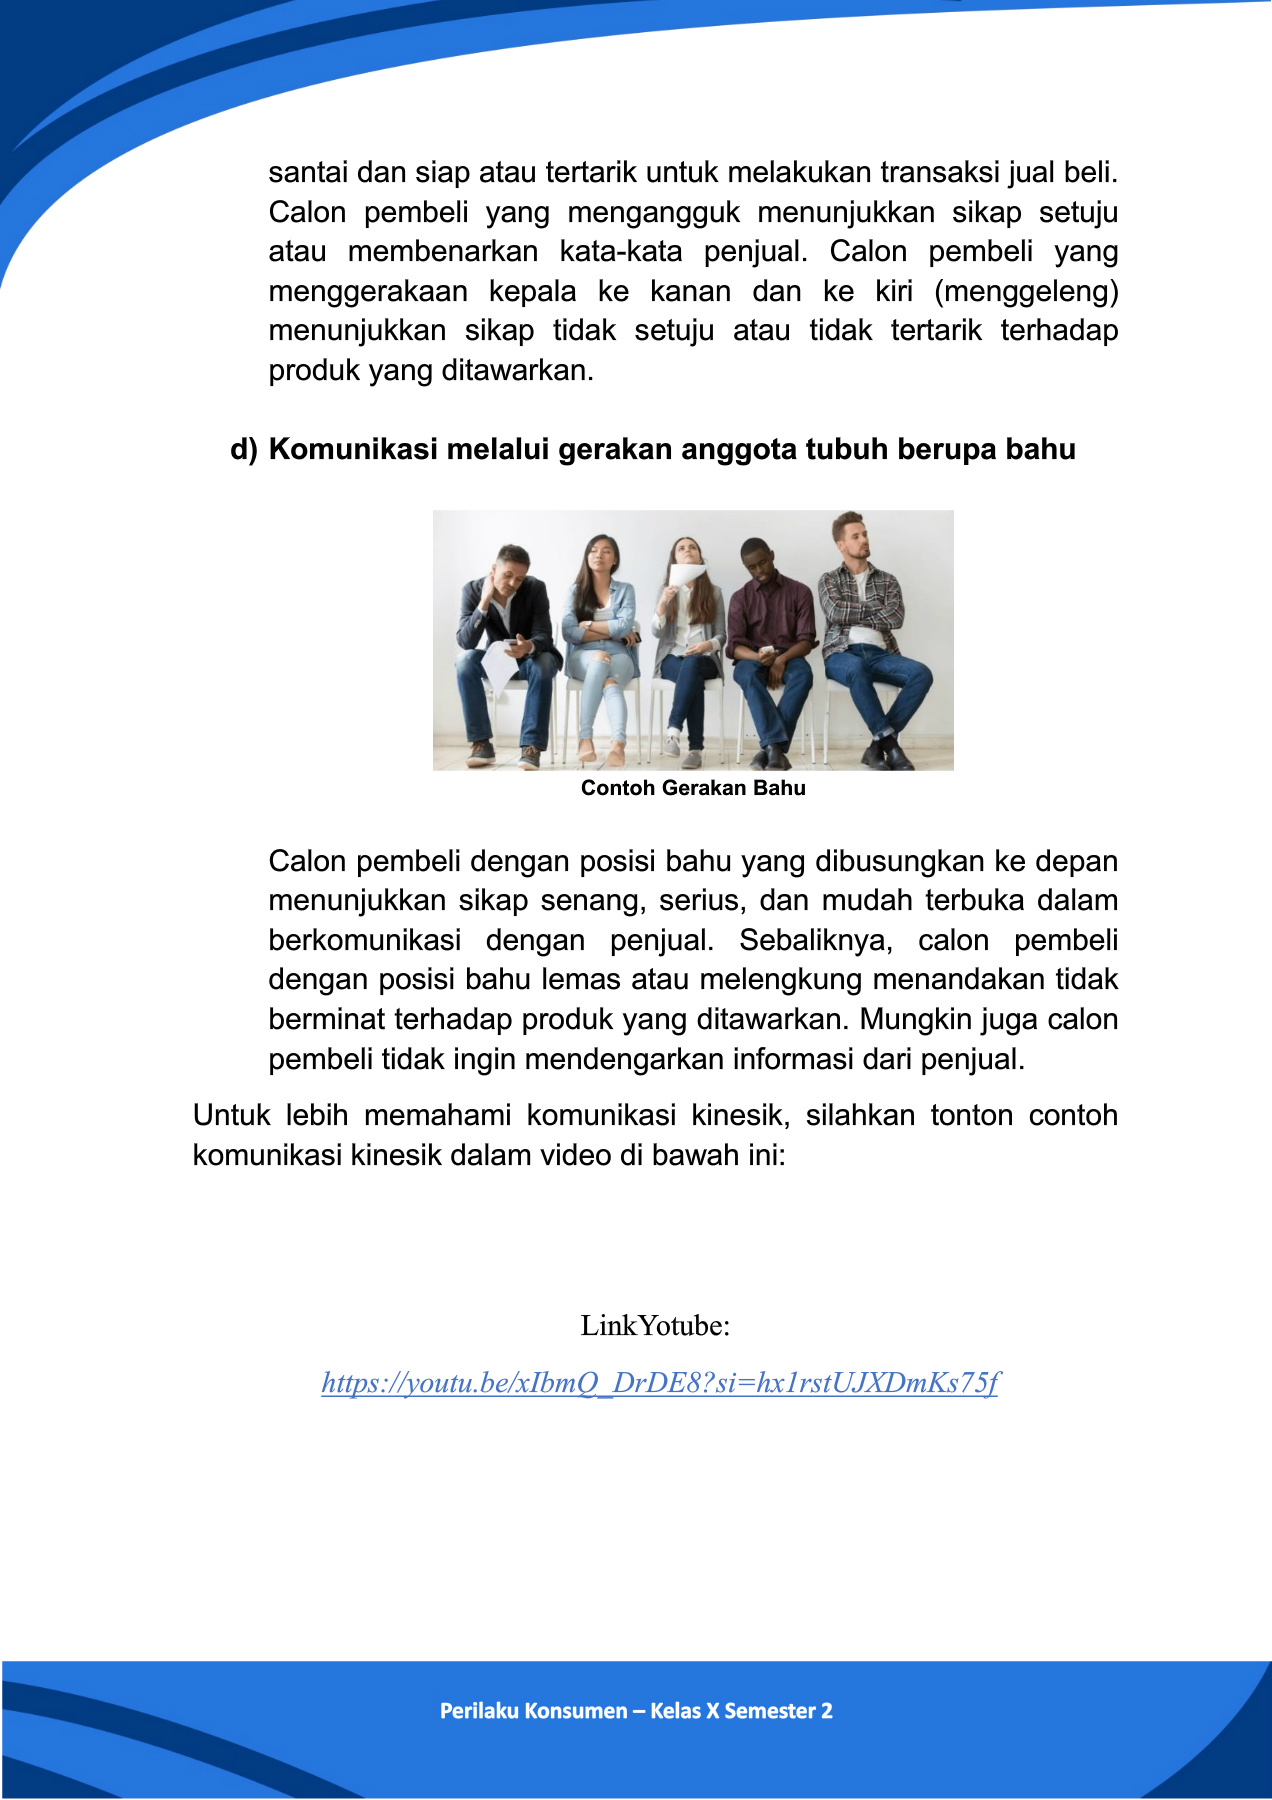 santai dan siap atau tertarik untuk melakukan transaksi jual beli.
Calon pembeli yang mengangguk menunjukkan sikap setuju
atau membenarkan kata-kata penjual. Calon pembeli yang
menggerakaan kepala ke kanan dan ke kiri (menggeleng)
menunjukkan sikap tidak setuju atau tidak tertarik terhadap
produk yang ditawarkan.
d) Komunikasi melalui gerakan anggota tubuh berupa bahu
Contoh Gerakan Bahu
Calon pembeli dengan posisi bahu yang dibusungkan ke depan
menunjukkan sikap senang, serius, dan mudah terbuka dalam
berkomunikasi dengan penjual. Sebaliknya, calon pembeli
dengan posisi bahu lemas atau melengkung menandakan tidak
berminat terhadap produk yang ditawarkan. Mungkin juga calon
pembeli tidak ingin mendengarkan informasi dari penjual.
Untuk lebih memahami komunikasi kinesik, silahkan tonton contoh
komunikasi kinesik dalam video di bawah ini:
LinkYotube:
https://youtu.be/xIbmQ_DrDE8?si=hx1rstUJXDmKs75f
Perilaku Konsumen – Kelas X Semester 2